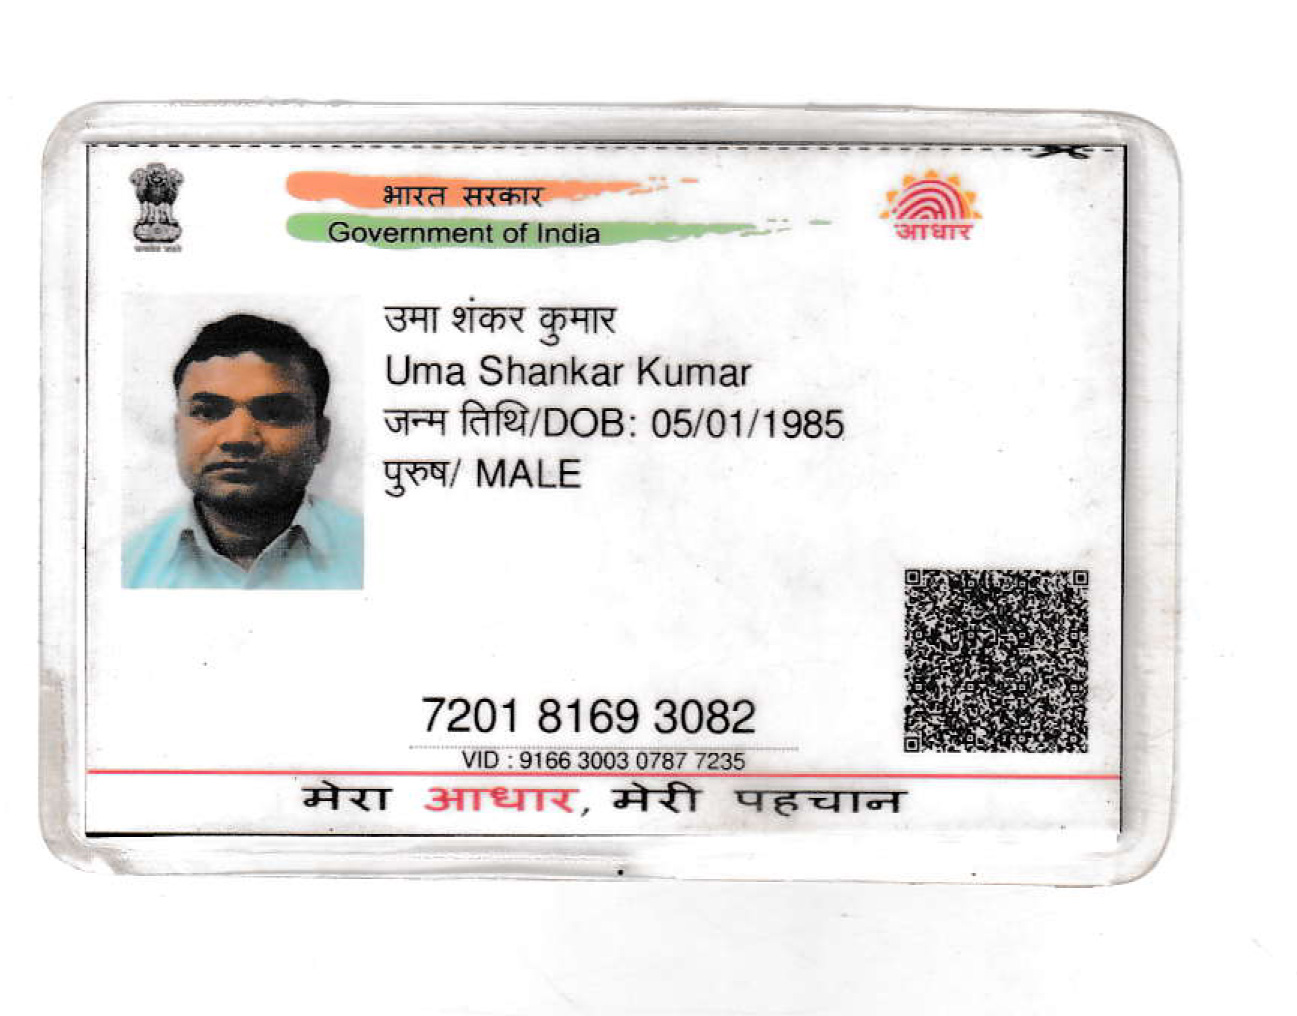 भारत सरकार
Government of India
आधार
उमा शंकर कुमार
Uma Shankar Kumar
जन्म तिथि/DOB: 05/01/1985
पुरुष/ MALE
7201 8169 3082
VID : 9166 3003 0787 7235
मेरा आधार, मेरी पहचान